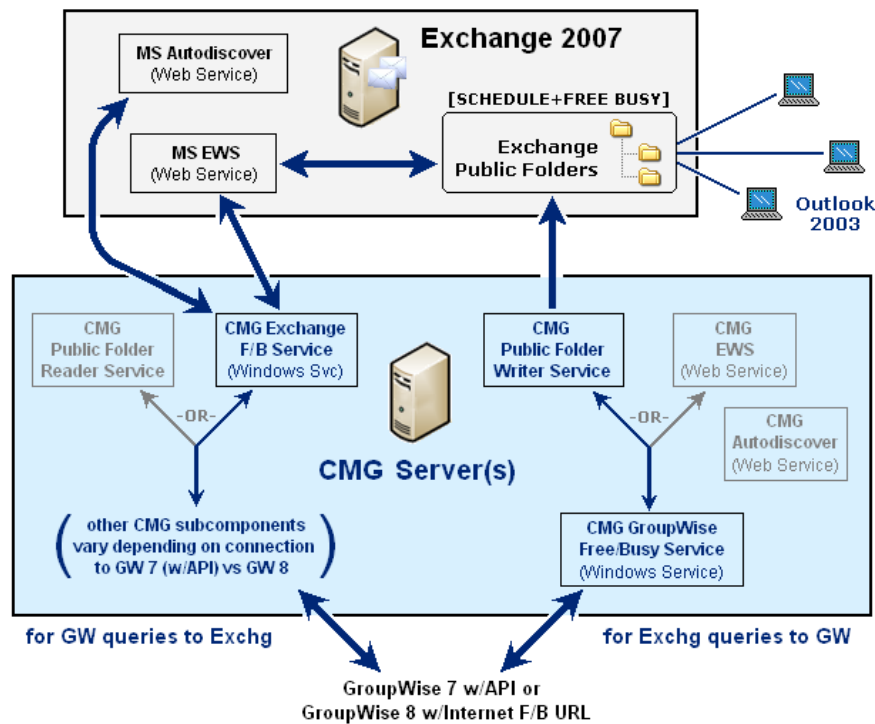 Exchange 2007
MS Autodiscover
(Web Service)
[SCHEDULE+FREE BUSY]
Exchange
Public Folders
MS EWS
(Web Service)
Outlook
2003
CMG
Public Folder
Reader Service
CMG Exchange
F/B Service
(Windows Svc)
CMG
Public Folder
Writer Service
CMG
EWS
(Web Service)
-OR-
-OR-
CMG
Autodiscover
(Web Service)
CMG Server(s)
(other CMG subcomponents
vary depending on connection
to GW 7 (w/API) vs GW 8)
CMG GroupWise
Free/Busy Service
(Windows Service)
for GW queries to Exchg
for Exchg queries to GW
GroupWise 7 w/API or
GroupWise 8 w/Internet F/B URL